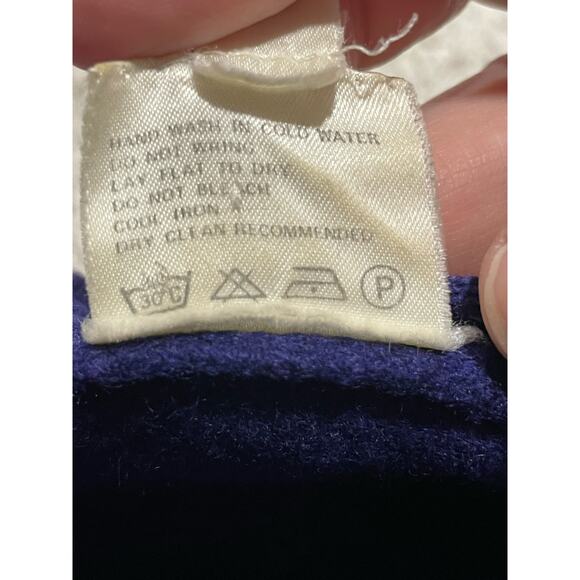 HAND WASH IN COLD WATER
DO NOT WRING
LAY FLAT TO DRY
DO NOT BLEACH
COOL IRON
DRY CLEAN RECOMMENDED
30°C P